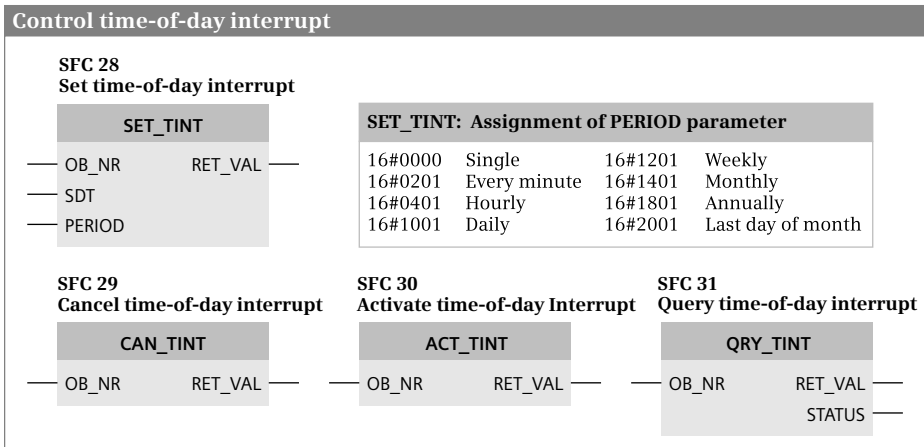 Control time-of-day interrupt
SFC 28
Set time-of-day interrupt
SET_TINT
OB_NR RET_VAL
SDT
PERIOD
SET_TINT: Assignment of PERIOD parameter
16#0000 Single 16#1201 Weekly
16#0201 Every minute 16#1401 Monthly
16#0401 Hourly 16#1801 Annually
16#1001 Daily 16#2001 Last day of month
SFC 29
Cancel time-of-day interrupt
CAN_TINT
OB_NR RET_VAL
SFC 30
Activate time-of-day Interrupt
ACT_TINT
OB_NR RET_VAL
SFC 31
Query time-of-day interrupt
QRY_TINT
OB_NR RET_VAL
STATUS